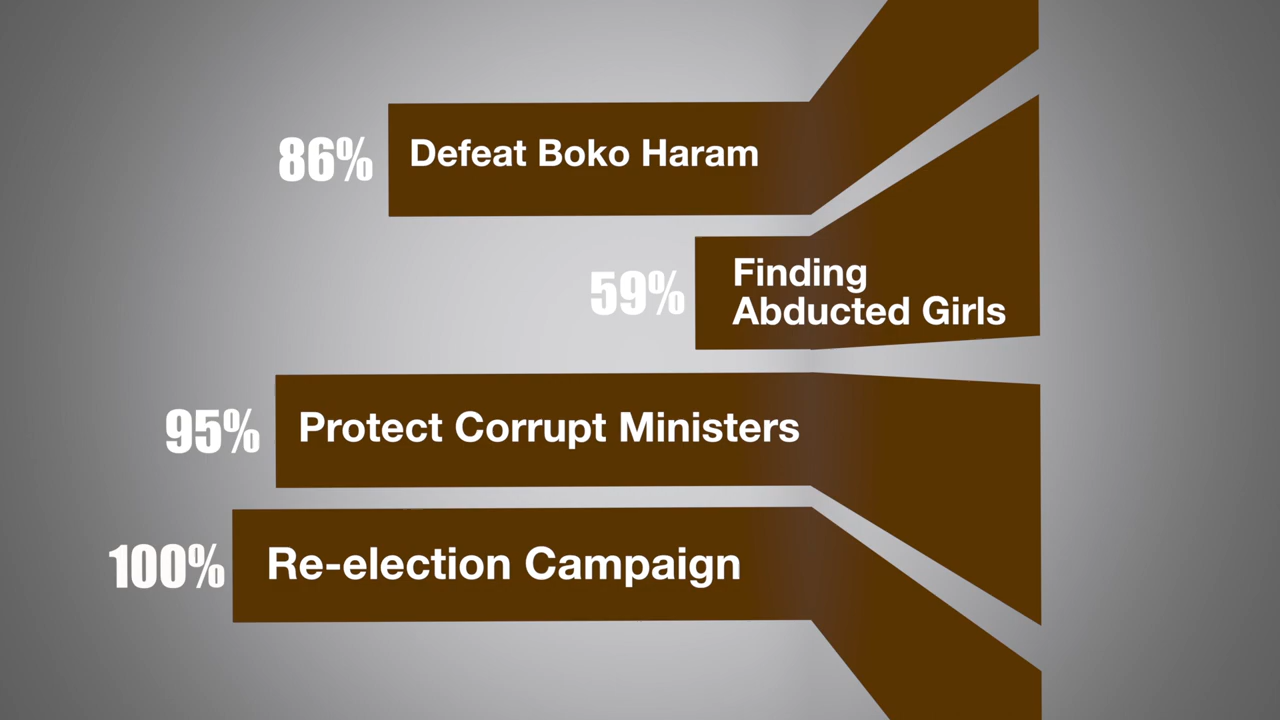 86%
Defeat Boko Haram
59%
Finding
Abducted Girls
95%
Protect Corrupt Ministers
100%
Re-election Campaign